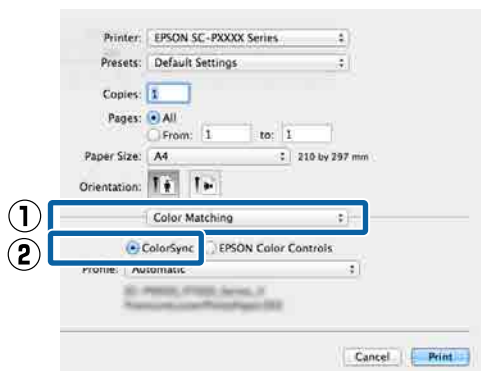 Printer: EPSON SC-PXXXX Series
Presets: Default Settings
Copies: 1
Pages: All
From: 1 to: 1
Paper Size: A4 210 by 297 mm
Orientation:
① Color Matching
② ColorSync EPSON Color Controls
Profile: Automatic
Cancel Print